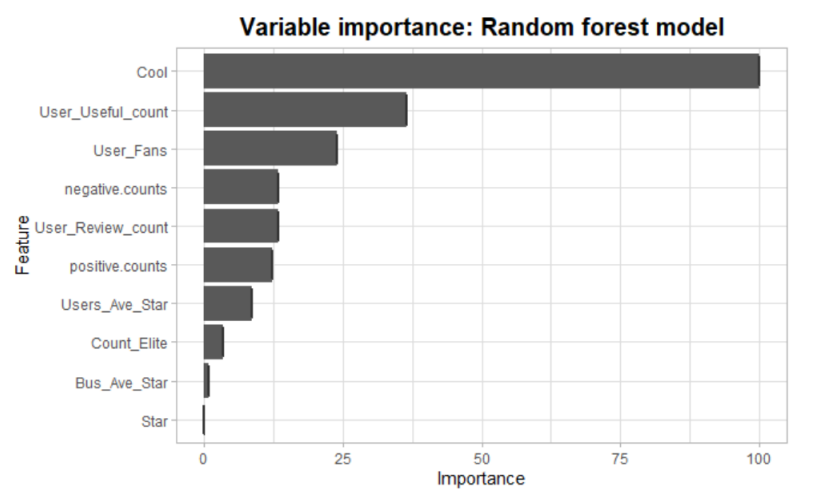 Variable importance: Random forest model
Feature
Cool
User_Useful_count
User_Fans
negative.counts
User_Review_count
positive.counts
Users_Ave_Star
Count_Elite
Bus_Ave_Star
Star
0 25 50 75 100
Importance